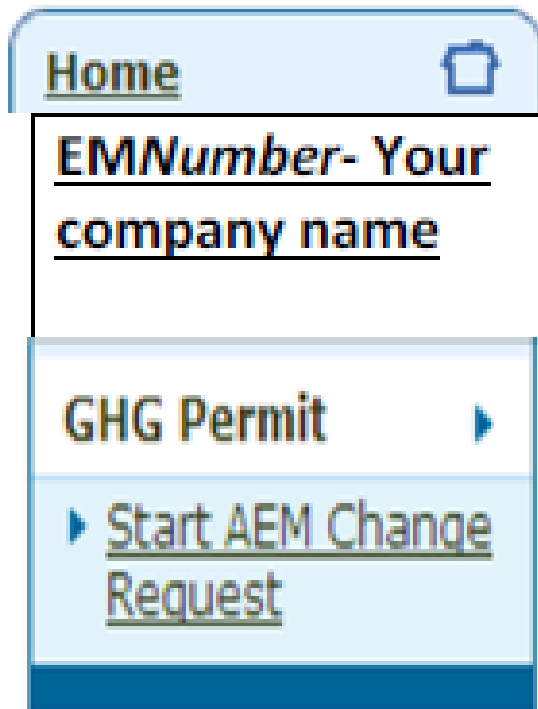 Home
EMNumber- Your
company name
GHG Permit
Start AEM Change
Request